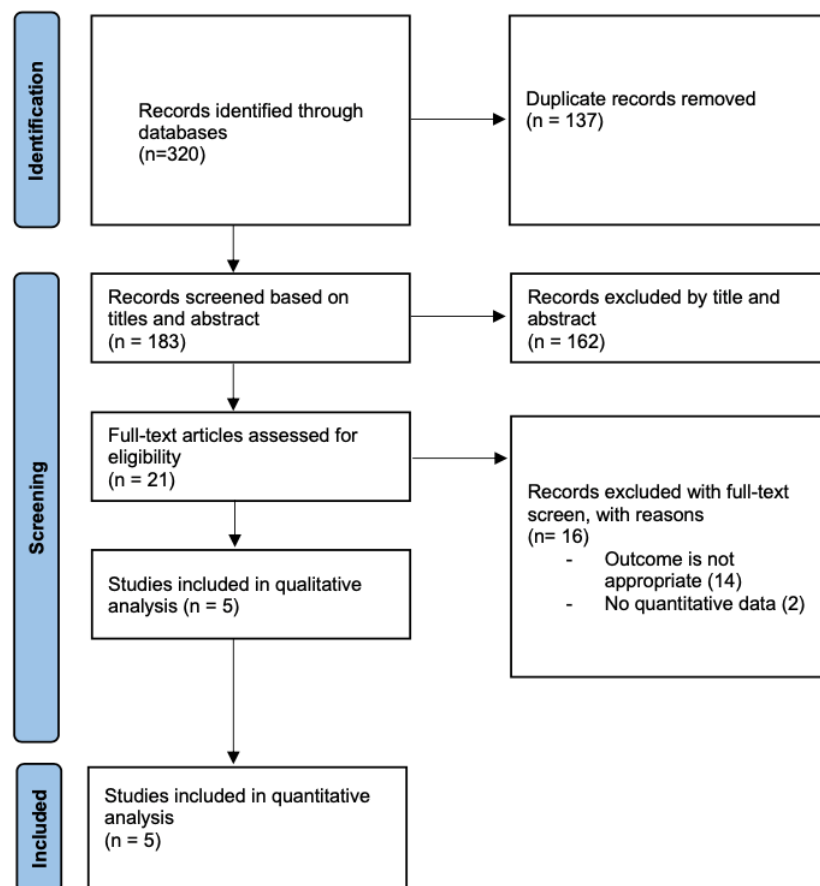 Identification
Records identified through
databases
(n=320)
Duplicate records removed
(n = 137)
Screening
Records screened based on
titles and abstract
(n = 183)
Records excluded by title and
abstract
(n = 162)
Full-text articles assessed for
eligibility
(n = 21)
Records excluded with full-text
screen, with reasons
(n= 16)
- Outcome is not
appropriate (14)
- No quantitative data (2)
Studies included in qualitative
analysis (n = 5)
Included
Studies included in quantitative
analysis
(n = 5)